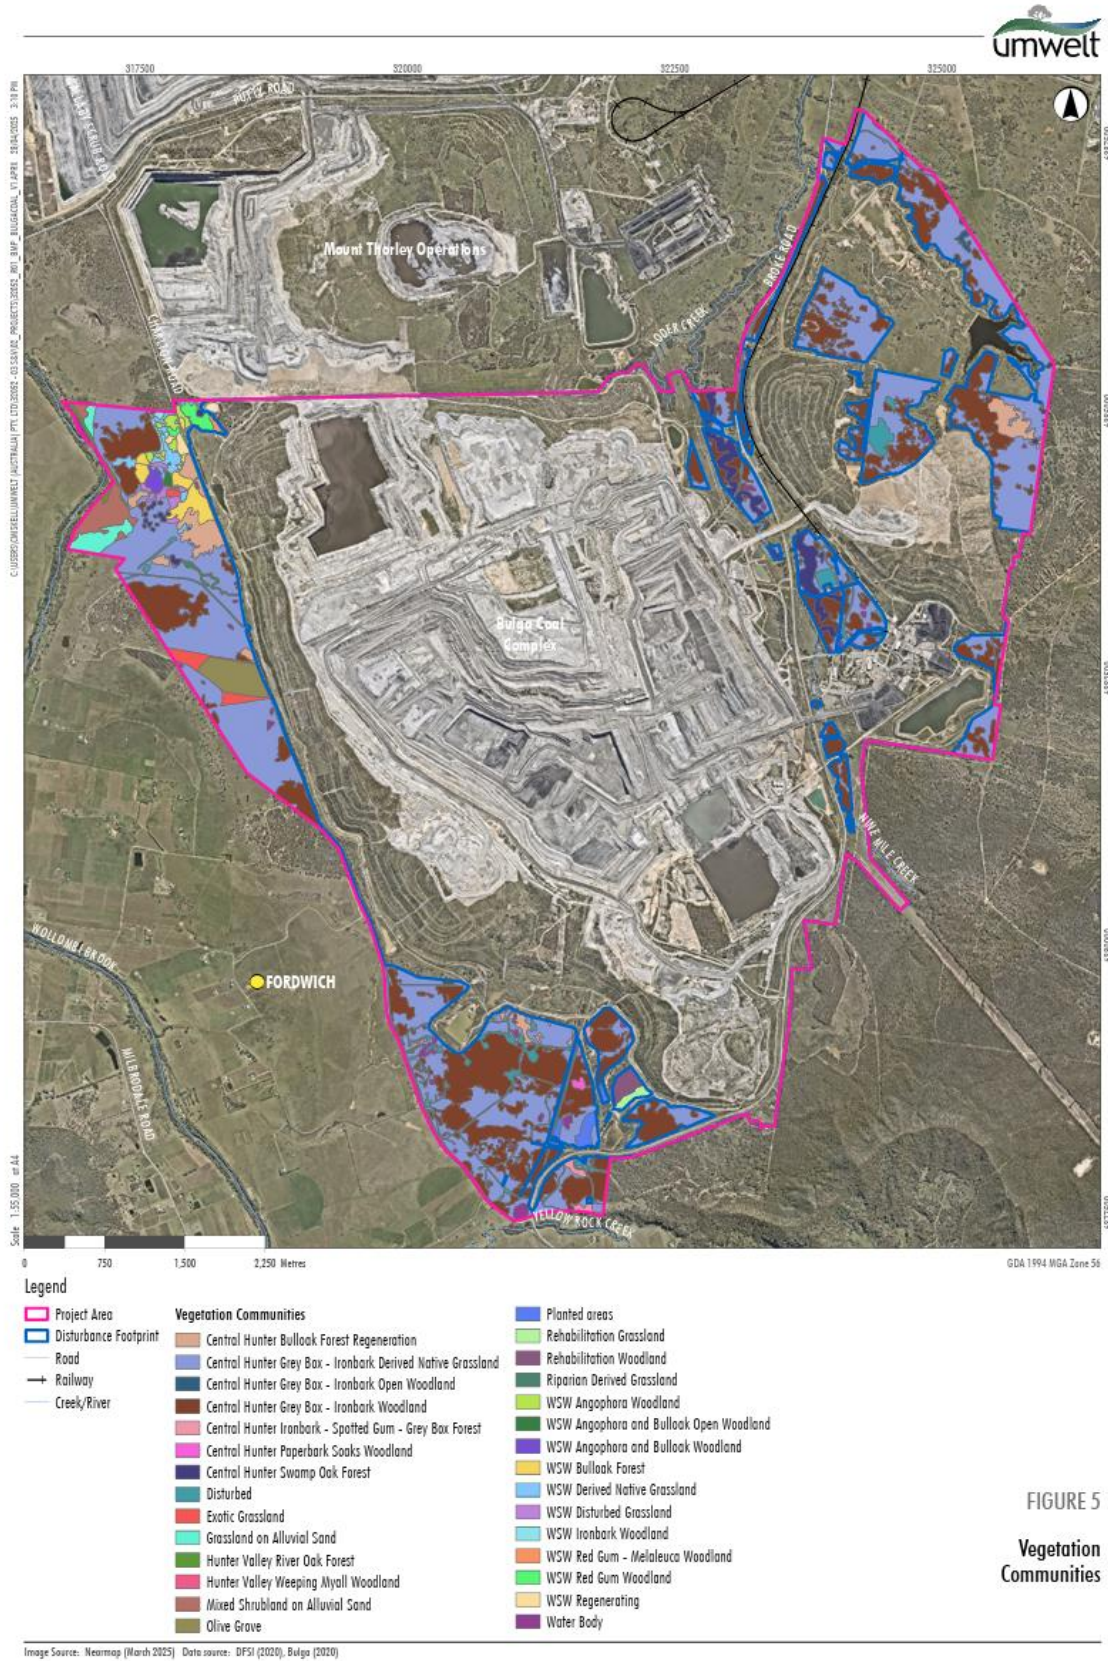 umwelt
317500
320000
322500
325000
PUTTY ROAD
Mount Thorley Operations
BROKE ROAD
LODER CREEK
CHARLTON ROAD
Bulga Coal
Complex
NINE MILE CREEK
WOLLOMBI BROOK
FORDWICH
MILBRODALE ROAD
YELLOW ROCK CREEK
Scale 1:55,000 at A4
0 750 1,500 2,250 Metres
GDA 1994 MGA Zone 56
Legend
Project Area
Disturbance Footprint
Road
Railway
Creek/River
Vegetation Communities
Central Hunter Bulloak Forest Regeneration
Central Hunter Grey Box - Ironbark Derived Native Grassland
Central Hunter Grey Box - Ironbark Open Woodland
Central Hunter Grey Box - Ironbark Woodland
Central Hunter Ironbark - Spotted Gum - Grey Box Forest
Central Hunter Paperbark Soaks Woodland
Central Hunter Swamp Oak Forest
Disturbed
Exotic Grassland
Grassland on Alluvial Sand
Hunter Valley River Oak Forest
Hunter Valley Weeping Myall Woodland
Mixed Shrubland on Alluvial Sand
Olive Grove
Planted areas
Rehabilitation Grassland
Rehabilitation Woodland
Riparian Derived Grassland
WSW Angophora Woodland
WSW Angophora and Bulloak Open Woodland
WSW Angophora and Bulloak Woodland
WSW Bulloak Forest
WSW Derived Native Grassland
WSW Disturbed Grassland
WSW Ironbark Woodland
WSW Red Gum - Melaleuca Woodland
WSW Red Gum Woodland
WSW Regenerating
Water Body
FIGURE 5
Vegetation
Communities
Image Source: Nearmap (March 2025) Data source: DFSI (2020), Bulga (2020)